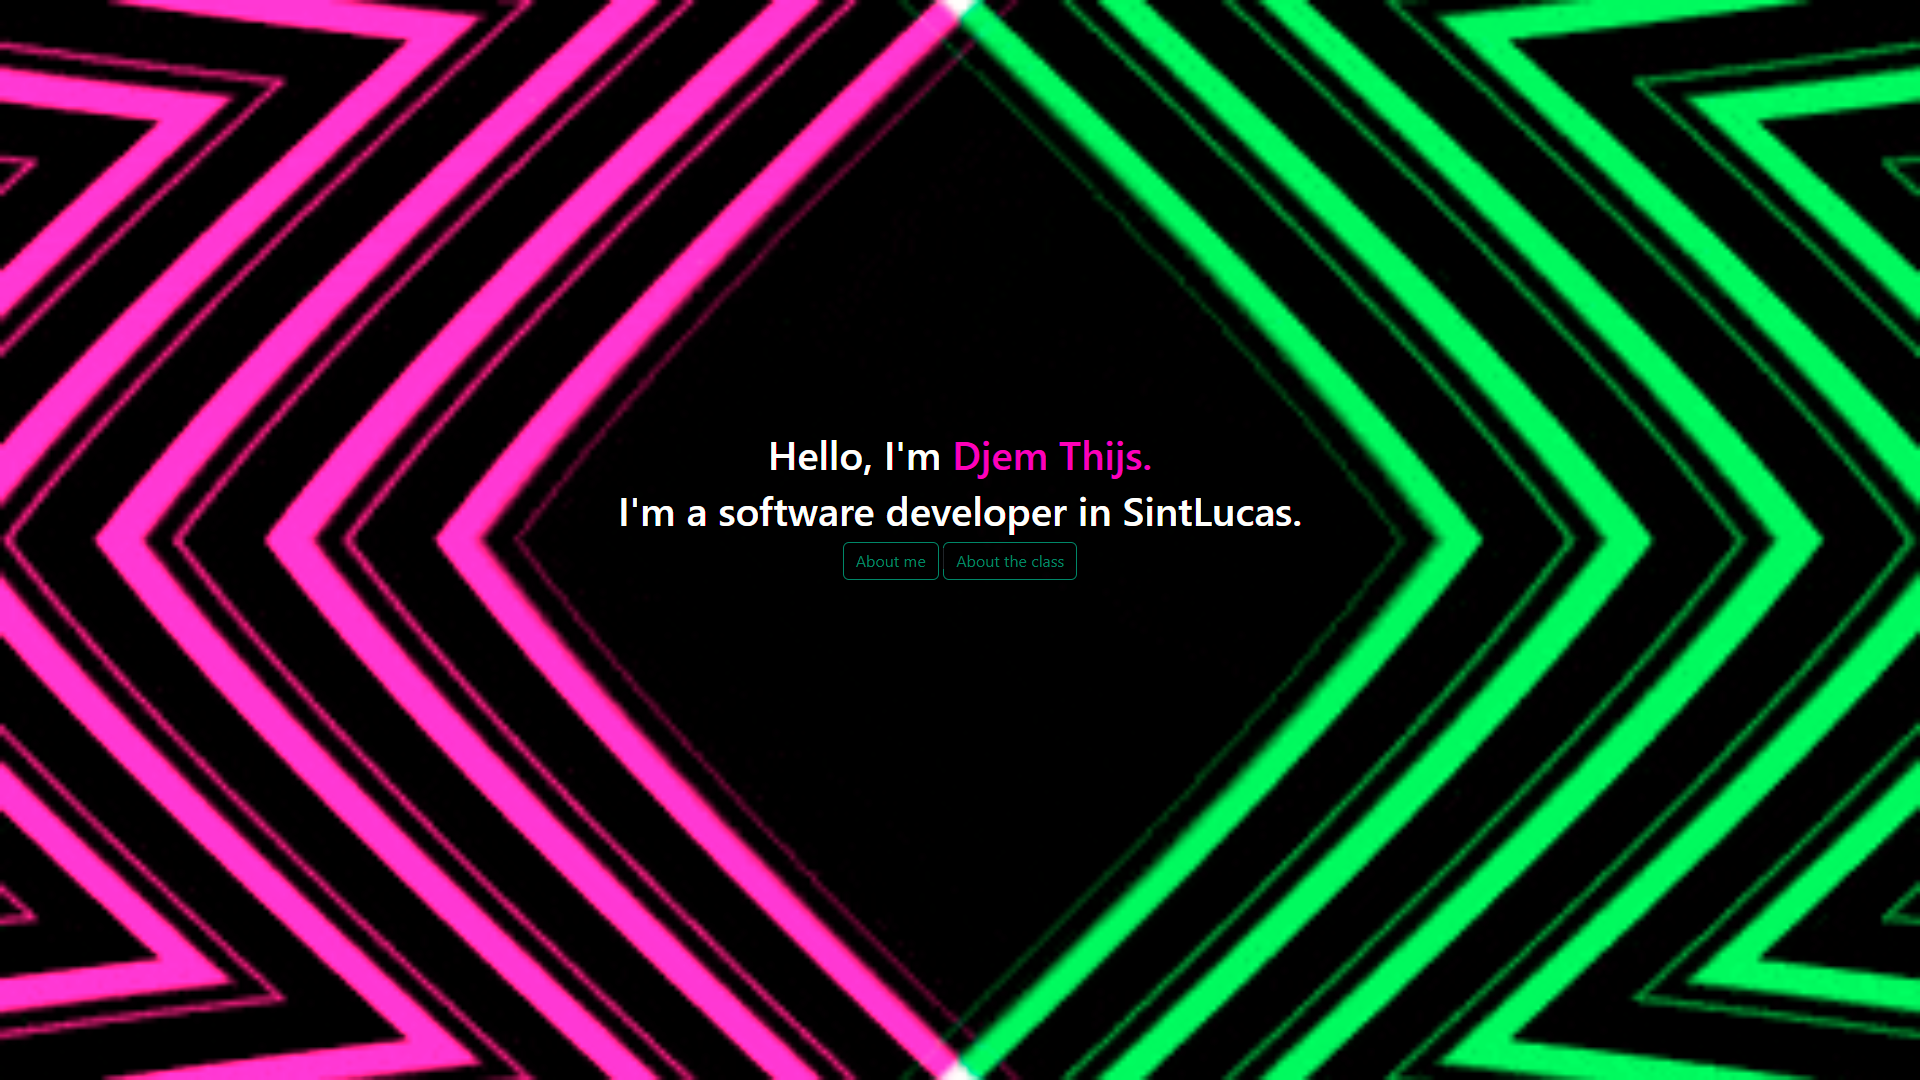 Hello, I'm Djem Thijs.
I'm a software developer in SintLucas.
About me About the class